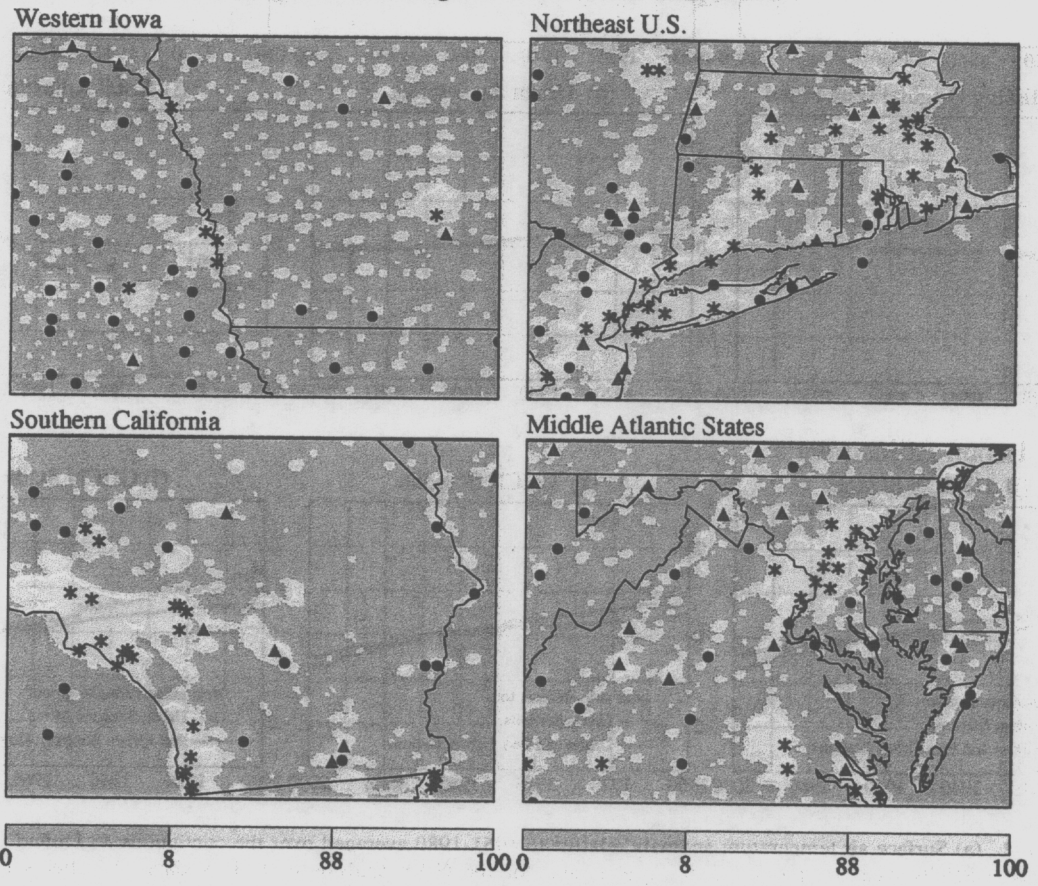 Western Iowa
Northeast U.S.
Southern California
Middle Atlantic States
0 8 88 100
0 8 88 100